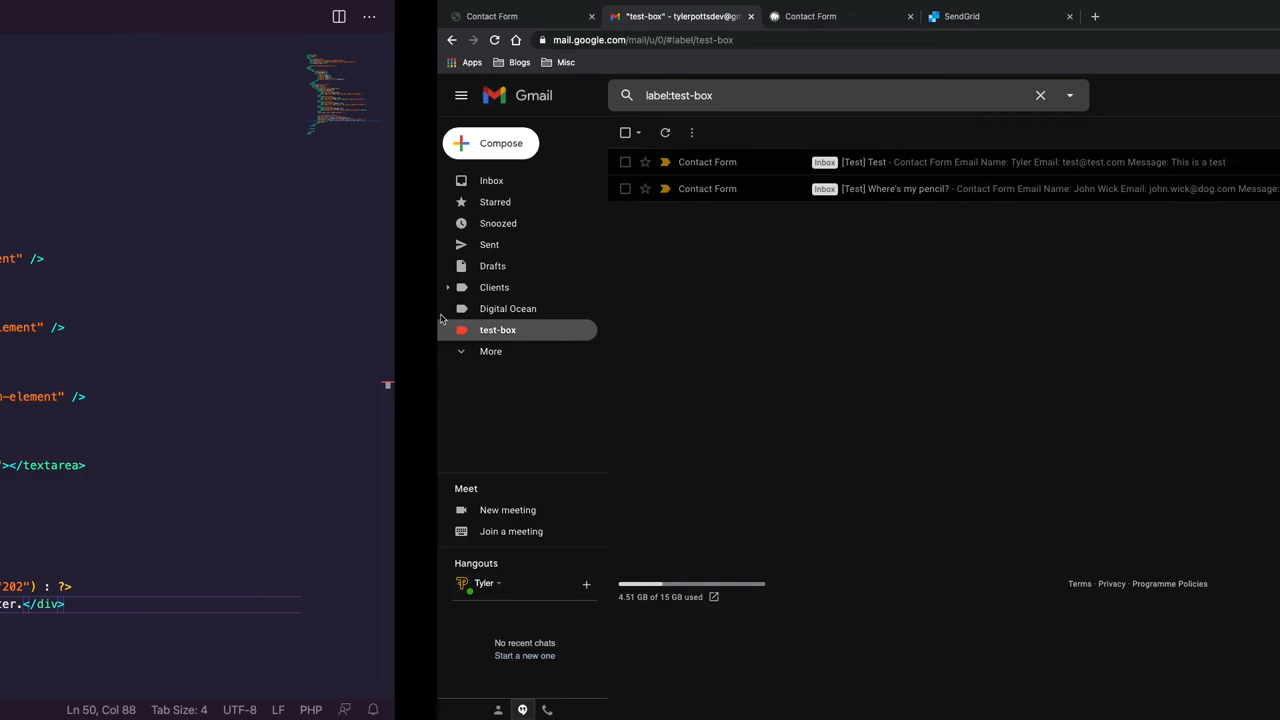 ent" />
lement" />
n-element" />
"></textarea>
"202") : ?>
ter.</div>
Ln 50, Col 88
Tab Size: 4
UTF-8
LF
PHP
Contact Form
"test-box" - tylerpottsdev@gm
Contact Form
SendGrid
mail.google.com/mail/u/0/#label/test-box
Apps
Blogs
Misc
Gmail
label:test-box
Compose
Inbox
Starred
Snoozed
Sent
Drafts
Clients
Digital Ocean
test-box
More
Contact Form Inbox [Test] Test - Contact Form Email Name: Tyler Email: test@test.com Message: This is a test
Contact Form Inbox [Test] Where's my pencil? - Contact Form Email Name: John Wick Email: john.wick@dog.com Message:
Meet
New meeting
Join a meeting
Hangouts
Tyler
No recent chats
Start a new one
4.51 GB of 15 GB used
Terms · Privacy · Programme Policies